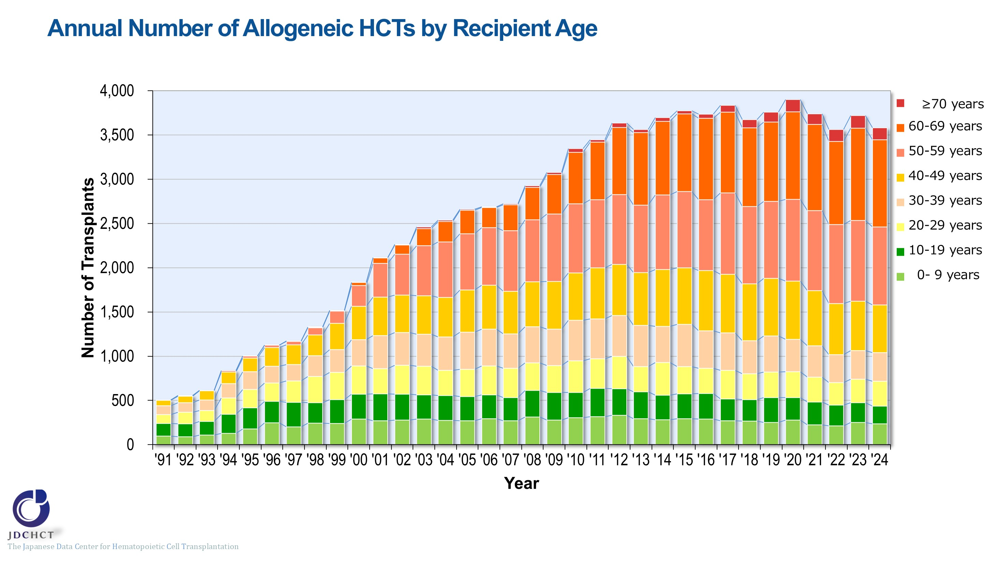 Annual Number of Allogeneic HCTs by Recipient Age
Number of Transplants
4,000
3,500
3,000
2,500
2,000
1,500
1,000
500
0
'91 '92 '93 '94 '95 '96 '97 '98 '99 '00 '01 '02 '03 '04 '05 '06 '07 '08 '09 '10 '11 '12 '13 '14 '15 '16 '17 '18 '19 '20 '21 '22 '23 '24
Year
≥70 years
60-69 years
50-59 years
40-49 years
30-39 years
20-29 years
10-19 years
0- 9 years
JDCHCT
The Japanese Data Center for Hematopoietic Cell Transplantation